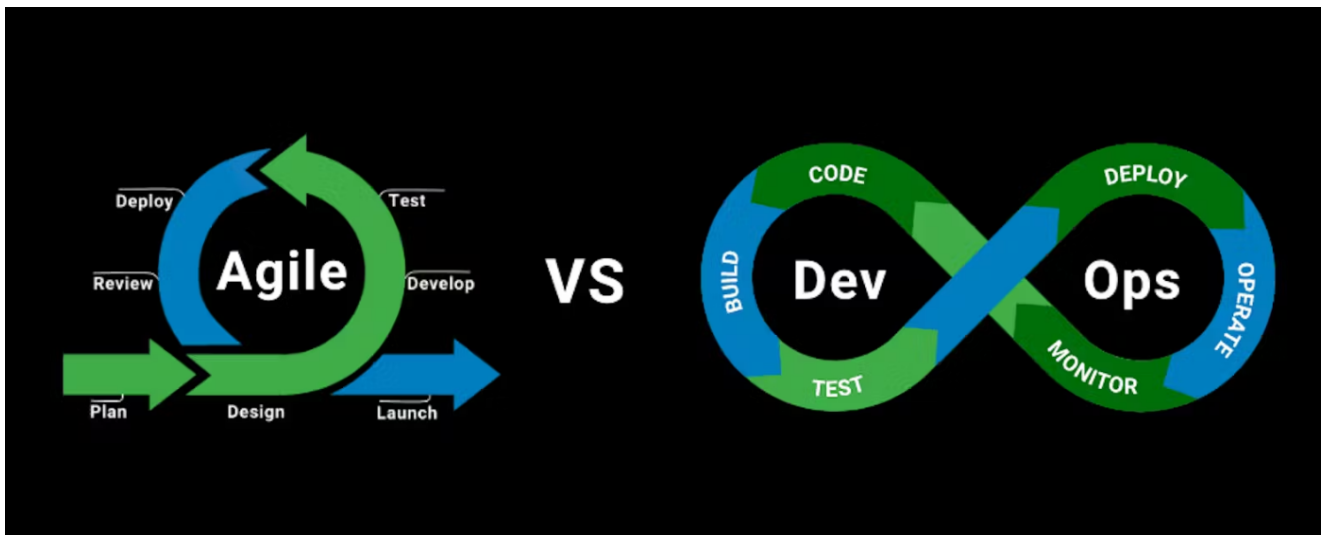 Deploy
Test
Agile
Review
Develop
Plan
Design
Launch
VS
CODE
BUILD
Dev
TEST
DEPLOY
Ops
OPERATE
MONITOR